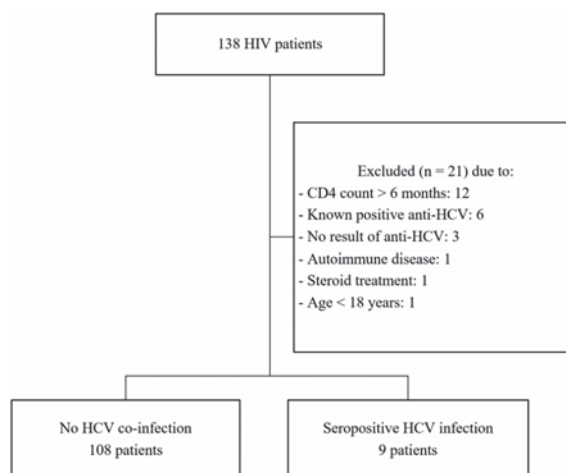 138 HIV patients
Excluded (n = 21) due to:
- CD4 count > 6 months: 12
- Known positive anti-HCV: 6
- No result of anti-HCV: 3
- Autoimmune disease: 1
- Steroid treatment: 1
- Age < 18 years: 1
No HCV co-infection
108 patients
Seropositive HCV infection
9 patients